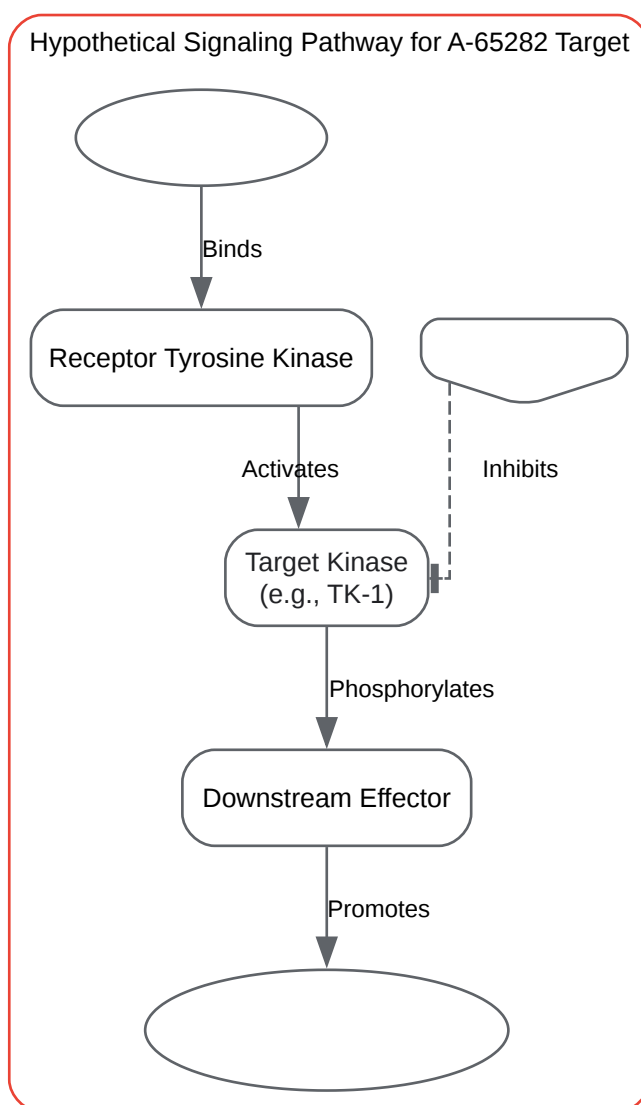 Hypothetical Signaling Pathway for A-65282 Target
Binds
Receptor Tyrosine Kinase
Activates
Inhibits
Target Kinase
(e.g., TK-1)
Phosphorylates
Downstream Effector
Promotes